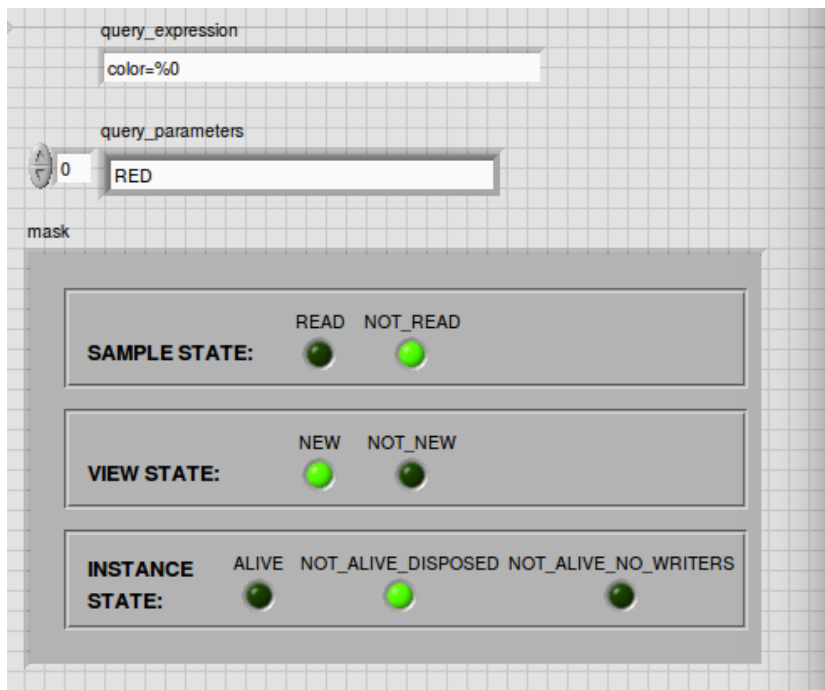 query_expression
color=%0
query_parameters
0
RED
mask
READ NOT_READ
SAMPLE STATE:
NEW NOT_NEW
VIEW STATE:
ALIVE NOT_ALIVE_DISPOSED NOT_ALIVE_NO_WRITERS
INSTANCE
STATE: